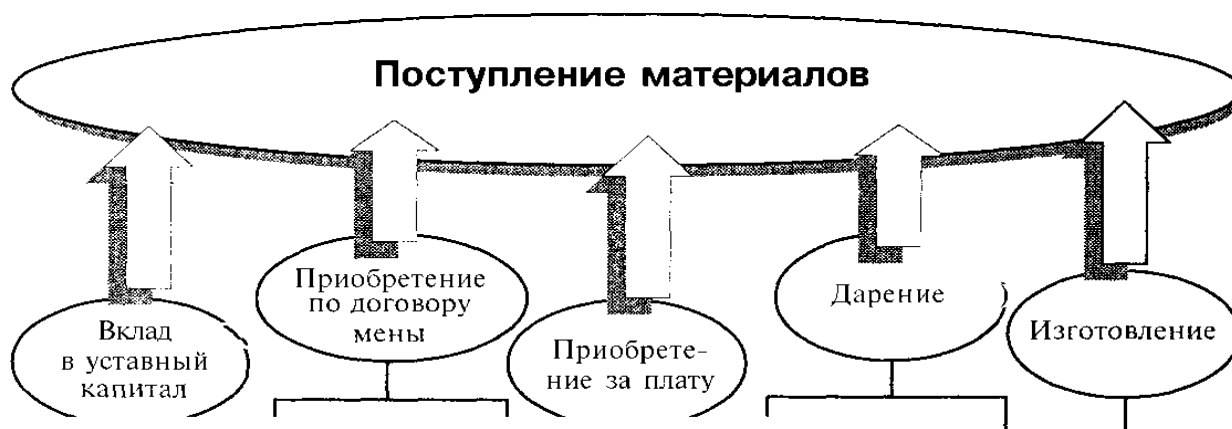 Поступление материалов
Вклад
в уставный
капитал
Приобретение
по договору
мены
Приобрете-
ние за плату
Дарение
Изготовление